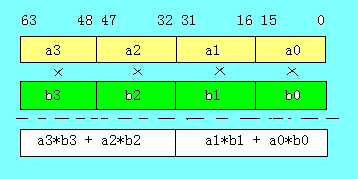 63 48 47 32 31 16 15 0
a3 a2 a1 a0
× × × ×
b3 b2 b1 b0
a3*b3 + a2*b2 a1*b1 + a0*b0